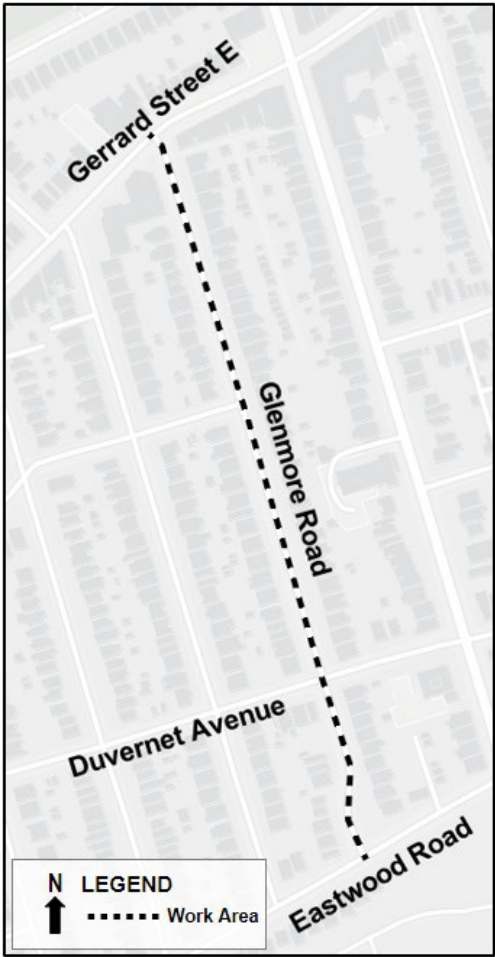 Gerrard Street E
Glenmore Road
Duvernet Avenue
Eastwood Road
N LEGEND
Work Area